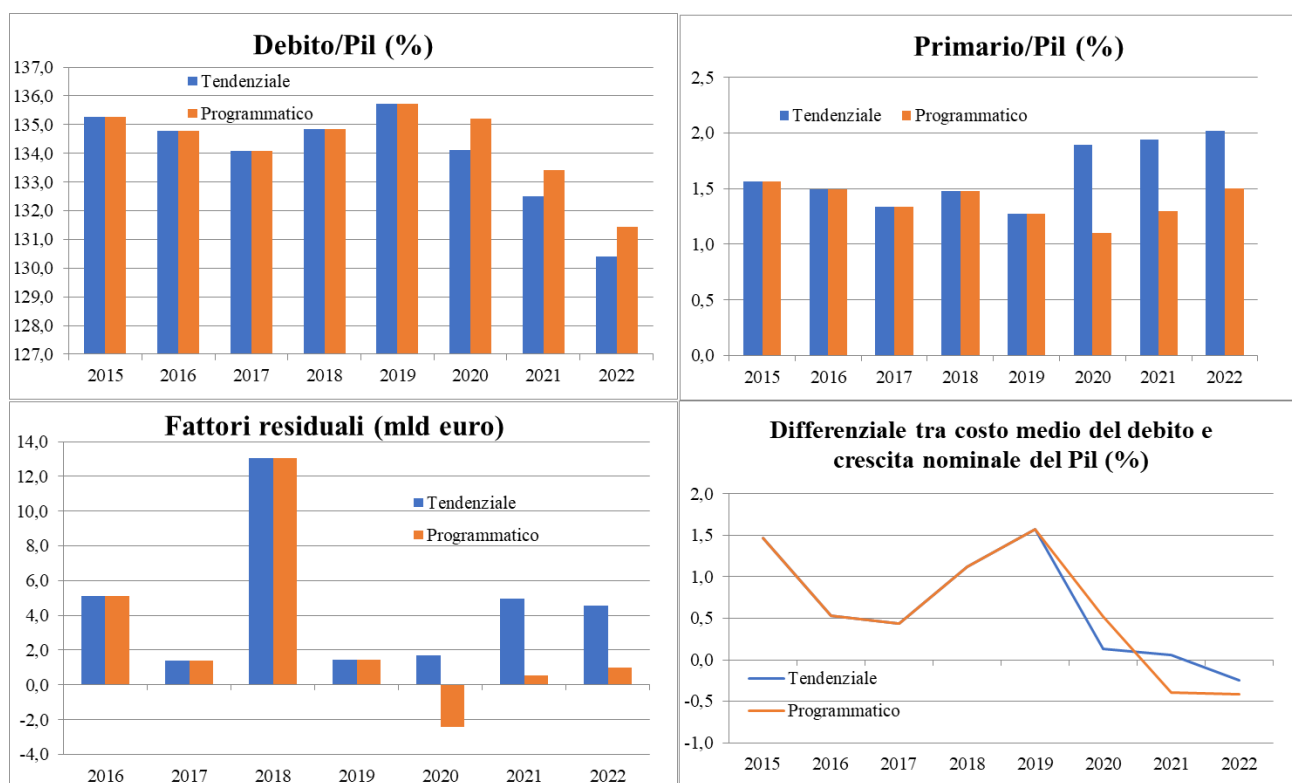 Debito/Pil (%)
137,0
136,0
135,0
134,0
133,0
132,0
131,0
130,0
129,0
128,0
127,0
Tendenziale
Programmatico
2015 2016 2017 2018 2019 2020 2021 2022
Primario/Pil (%)
2,5
2,0
1,5
1,0
0,5
0,0
Tendenziale Programmatico
2015 2016 2017 2018 2019 2020 2021 2022
Fattori residuali (mld euro)
14,0
12,0
10,0
8,0
6,0
4,0
2,0
0,0
-2,0
-4,0
Tendenziale
Programmatico
2016 2017 2018 2019 2020 2021 2022
Differenziale tra costo medio del debito e
crescita nominale del Pil (%)
2,0
1,5
1,0
0,5
0,0
-0,5
-1,0
Tendenziale
Programmatico
2015 2016 2017 2018 2019 2020 2021 2022